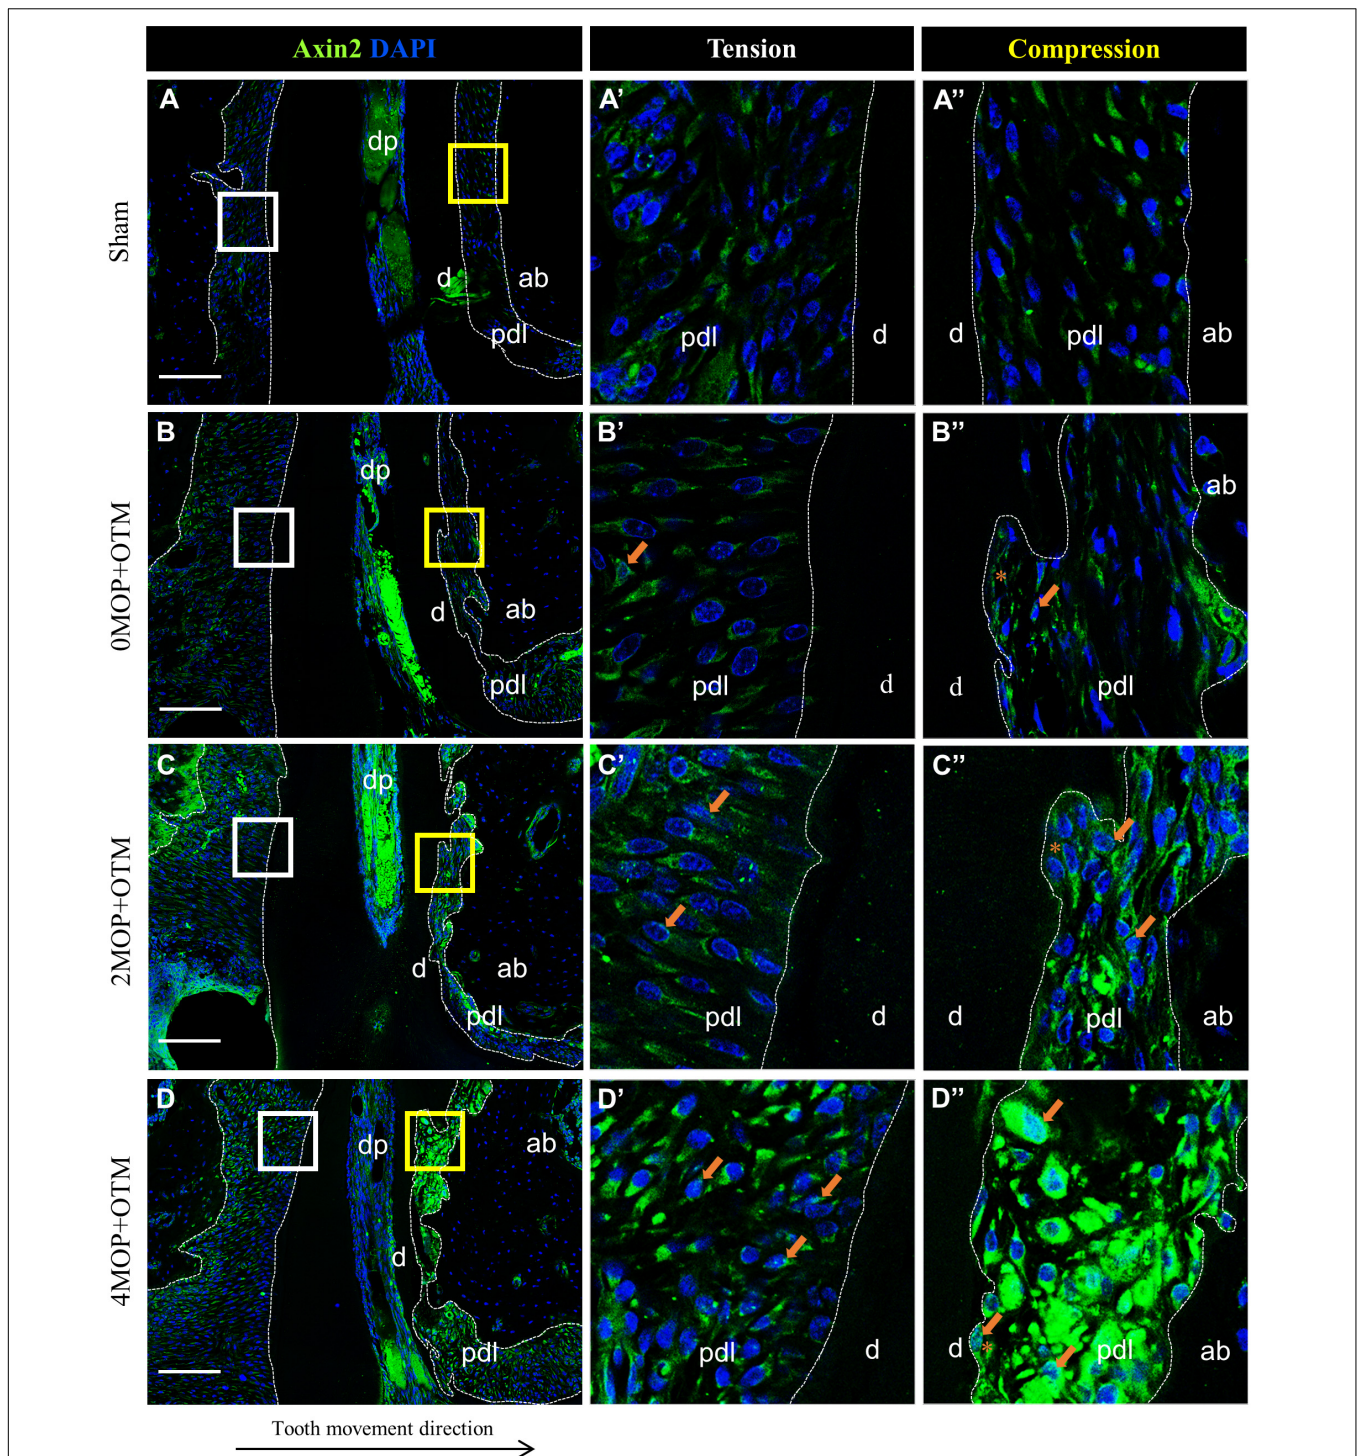 Axin2 DAPI
Tension
Compression
Sham
A
dp
d
ab
pdl
A’
pdl
d
A”
d
pdl
ab
0MOP+OTM
B
dp
d
ab
pdl
B’
pdl
d
B”
ab
*
d
pdl
2MOP+OTM
C
dp
d
ab
pdl
C’
pdl
d
C”
*
d
pdl
ab
4MOP+OTM
D
dp
ab
d
pdl
D’
pdl
d
D”
d
*
pdl
ab
Tooth movement direction